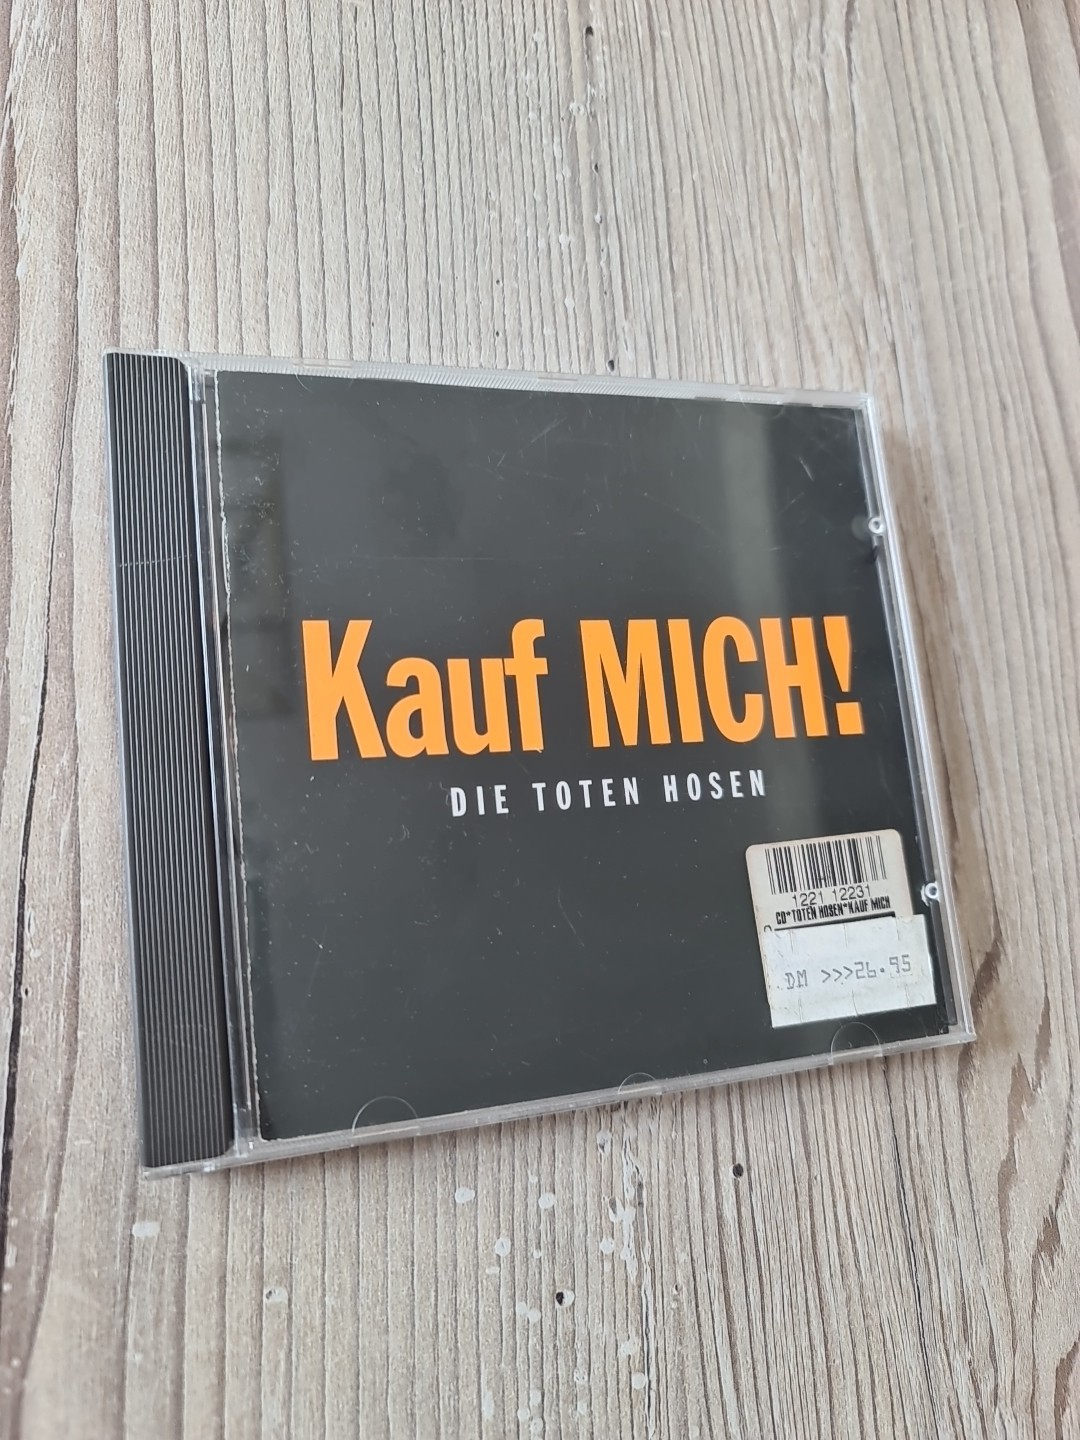 Kauf MICH!
DIE TOTEN HOSEN
1221 12231
CD*TOTEN HOSEN*KAUF MICH
DM >>>26.95